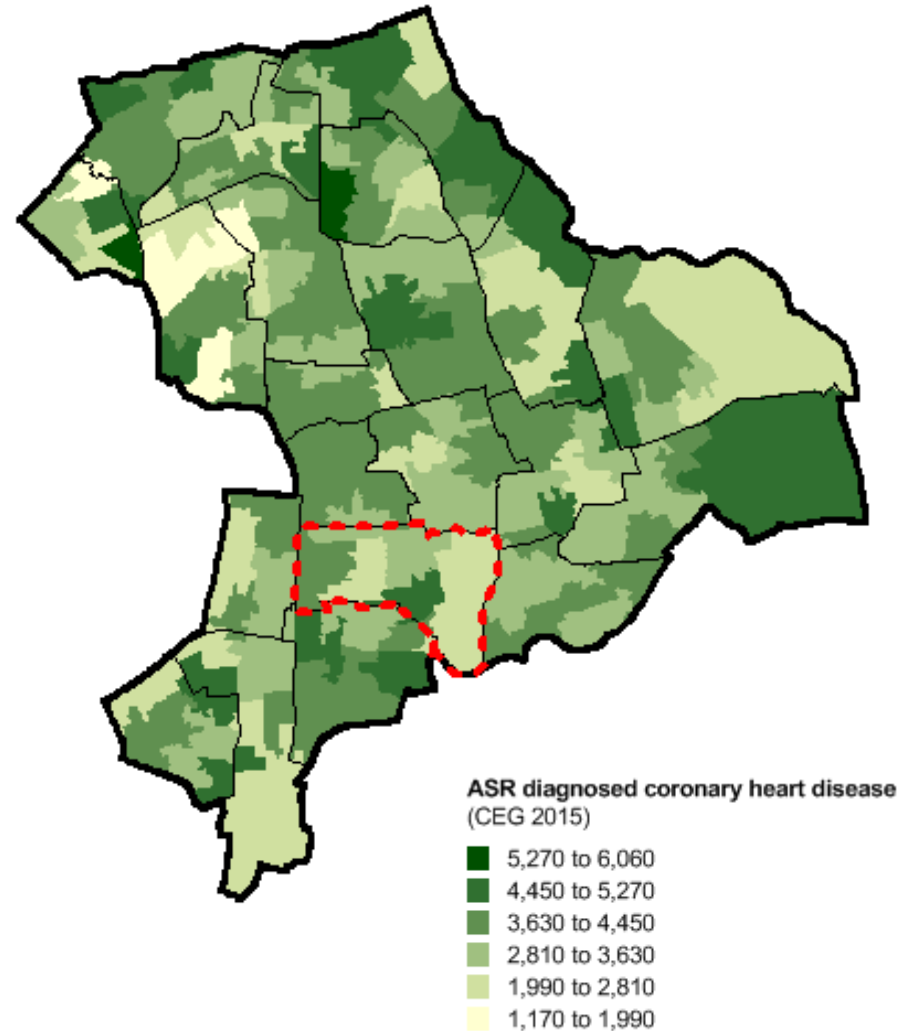 ASR diagnosed coronary heart disease
(CEG 2015)
5,270 to 6,060
4,450 to 5,270
3,630 to 4,450
2,810 to 3,630
1,990 to 2,810
1,170 to 1,990